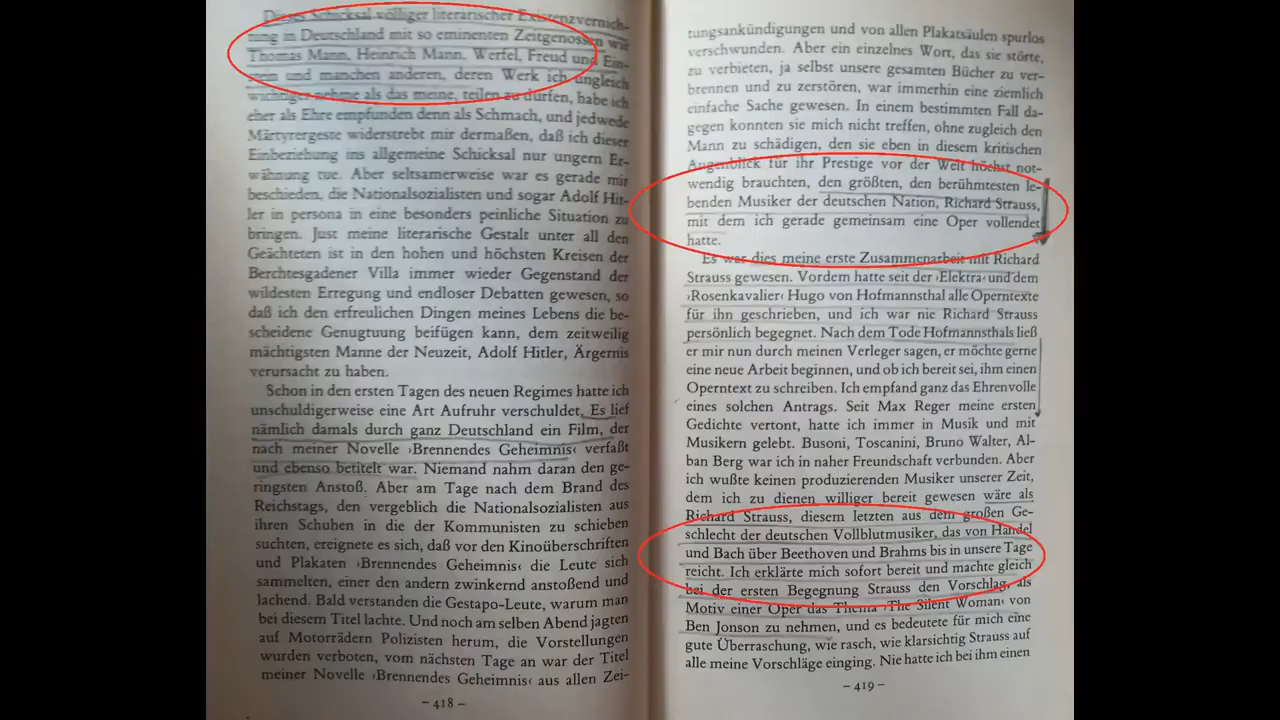 Dieses Schicksal völliger literarischer Existenzvernich-
tung in Deutschland mit so eminenten Zeitgenossen wie
Thomas Mann, Heinrich Mann, Werfel, Freud und Ein-
stein und manchen anderen, deren Werk ich ungleich
wichtiger nehme als das meine, teilen zu dürfen, habe ich
eher als Ehre empfunden denn als Schmach, und jedwede
Märtyrergeste widerstrebt mir dermaßen, daß ich dieser
Einbeziehung ins allgemeine Schicksal nur ungern Er-
wähnung tue. Aber seltsamerweise war es gerade mir
beschieden, die Nationalsozialisten und sogar Adolf Hit-
ler in persona in eine besonders peinliche Situation zu
bringen. Just meine literarische Gestalt unter all den
Geächteten ist in den hohen und höchsten Kreisen der
Berchtesgadener Villa immer wieder Gegenstand der
wildesten Erregung und endloser Debatten gewesen, so
daß ich den erfreulichen Dingen meines Lebens die be-
scheidene Genugtuung beifügen kann, dem zeitweilig
mächtigsten Manne der Neuzeit, Adolf Hitler, Ärgernis
verursacht zu haben.
Schon in den ersten Tagen des neuen Regimes hatte ich
unschuldigerweise eine Art Aufruhr verschuldet. Es lief
nämlich damals durch ganz Deutschland ein Film, der
nach meiner Novelle ›Brennendes Geheimnis‹ verfaßt
und ebenso betitelt war. Niemand nahm daran den ge-
ringsten Anstoß. Aber am Tage nach dem Brand des
Reichstags, den vergeblich die Nationalsozialisten aus
ihren Schuhen in die der Kommunisten zu schieben
suchten, ereignete es sich, daß vor den Kinoüberschriften
und Plakaten ›Brennendes Geheimnis‹ die Leute sich
sammelten, einer den andern zwinkernd anstoßend und
lachend. Bald verstanden die Gestapo-Leute, warum man
bei diesem Titel lachte. Und noch am selben Abend jagten
auf Motorrädern Polizisten herum, die Vorstellungen
wurden verboten, vom nächsten Tage an war der Titel
meiner Novelle ›Brennendes Geheimnis‹ aus allen Zei-
– 418 –
tungsankündigungen und von allen Plakatsäulen spurlos
verschwunden. Aber ein einzelnes Wort, das sie störte,
zu verbieten, ja selbst unsere gesamten Bücher zu ver-
brennen und zu zerstören, war immerhin eine ziemlich
einfache Sache gewesen. In einem bestimmten Fall da-
gegen konnten sie mich nicht treffen, ohne zugleich den
Mann zu schädigen, den sie eben in diesem kritischen
Augenblick für ihr Prestige vor der Welt höchst not-
wendig brauchten, den größten, den berühmtesten le-
benden Musiker der deutschen Nation, Richard Strauss,
mit dem ich gerade gemeinsam eine Oper vollendet
hatte.
Es war dies meine erste Zusammenarbeit mit Richard
Strauss gewesen. Vordem hatte seit der ›Elektra‹ und dem
›Rosenkavalier‹ Hugo von Hofmannsthal alle Operntexte
für ihn geschrieben, und ich war nie Richard Strauss
persönlich begegnet. Nach dem Tode Hofmannsthals ließ
er mir nun durch meinen Verleger sagen, er möchte gerne
eine neue Arbeit beginnen, und ob ich bereit sei, ihm einen
Operntext zu schreiben. Ich empfand ganz das Ehrenvolle
eines solchen Antrags. Seit Max Reger meine ersten
Gedichte vertont, hatte ich immer in Musik und mit
Musikern gelebt. Busoni, Toscanini, Bruno Walter, Al-
ban Berg war ich in naher Freundschaft verbunden. Aber
ich wußte keinen produzierenden Musiker unserer Zeit,
dem ich zu dienen williger bereit gewesen wäre als
Richard Strauss, diesem letzten aus dem großen Ge-
schlecht der deutschen Vollblutmusiker, das von Händel
und Bach über Beethoven und Brahms bis in unsere Tage
reicht. Ich erklärte mich sofort bereit und machte gleich
bei der ersten Begegnung Strauss den Vorschlag, als
Motiv einer Oper das Thema ›The Silent Woman‹ von
Ben Jonson zu nehmen, und es bedeutete für mich eine
gute Überraschung, wie rasch, wie klarsichtig Strauss auf
alle meine Vorschläge einging. Nie hatte ich bei ihm einen
– 419 –